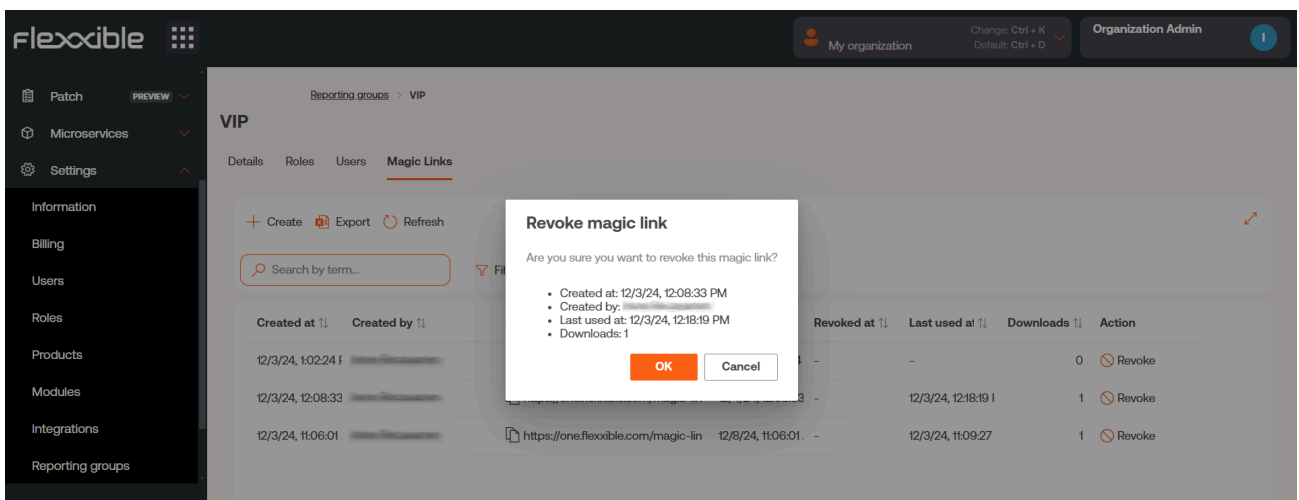 Flexxible
My organization
Change: Ctrl + K
Default: Ctrl + D
Organization Admin
I
Patch PREVIEW
Microservices
Settings
Information
Billing
Users
Roles
Products
Modules
Integrations
Reporting groups
Reporting groups > VIP
VIP
Details Roles Users Magic Links
Create Export Refresh
Search by term...
Revoke magic link
Are you sure you want to revoke this magic link?
• Created at: 12/3/24, 12:08:33 PM
• Created by:
• Last used at: 12/3/24, 12:18:19 PM
• Downloads: 1
OK Cancel
Created at Created by Revoked at Last used at Downloads Action
12/3/24, 1:02:24 - - 0 Revoke
12/3/24, 12:08:33 - 12/3/24, 12:18:19 1 Revoke
12/3/24, 11:06:01 https://one.flexxible.com/magic-lin 12/8/24, 11:06:01 - 12/3/24, 11:09:27 1 Revoke